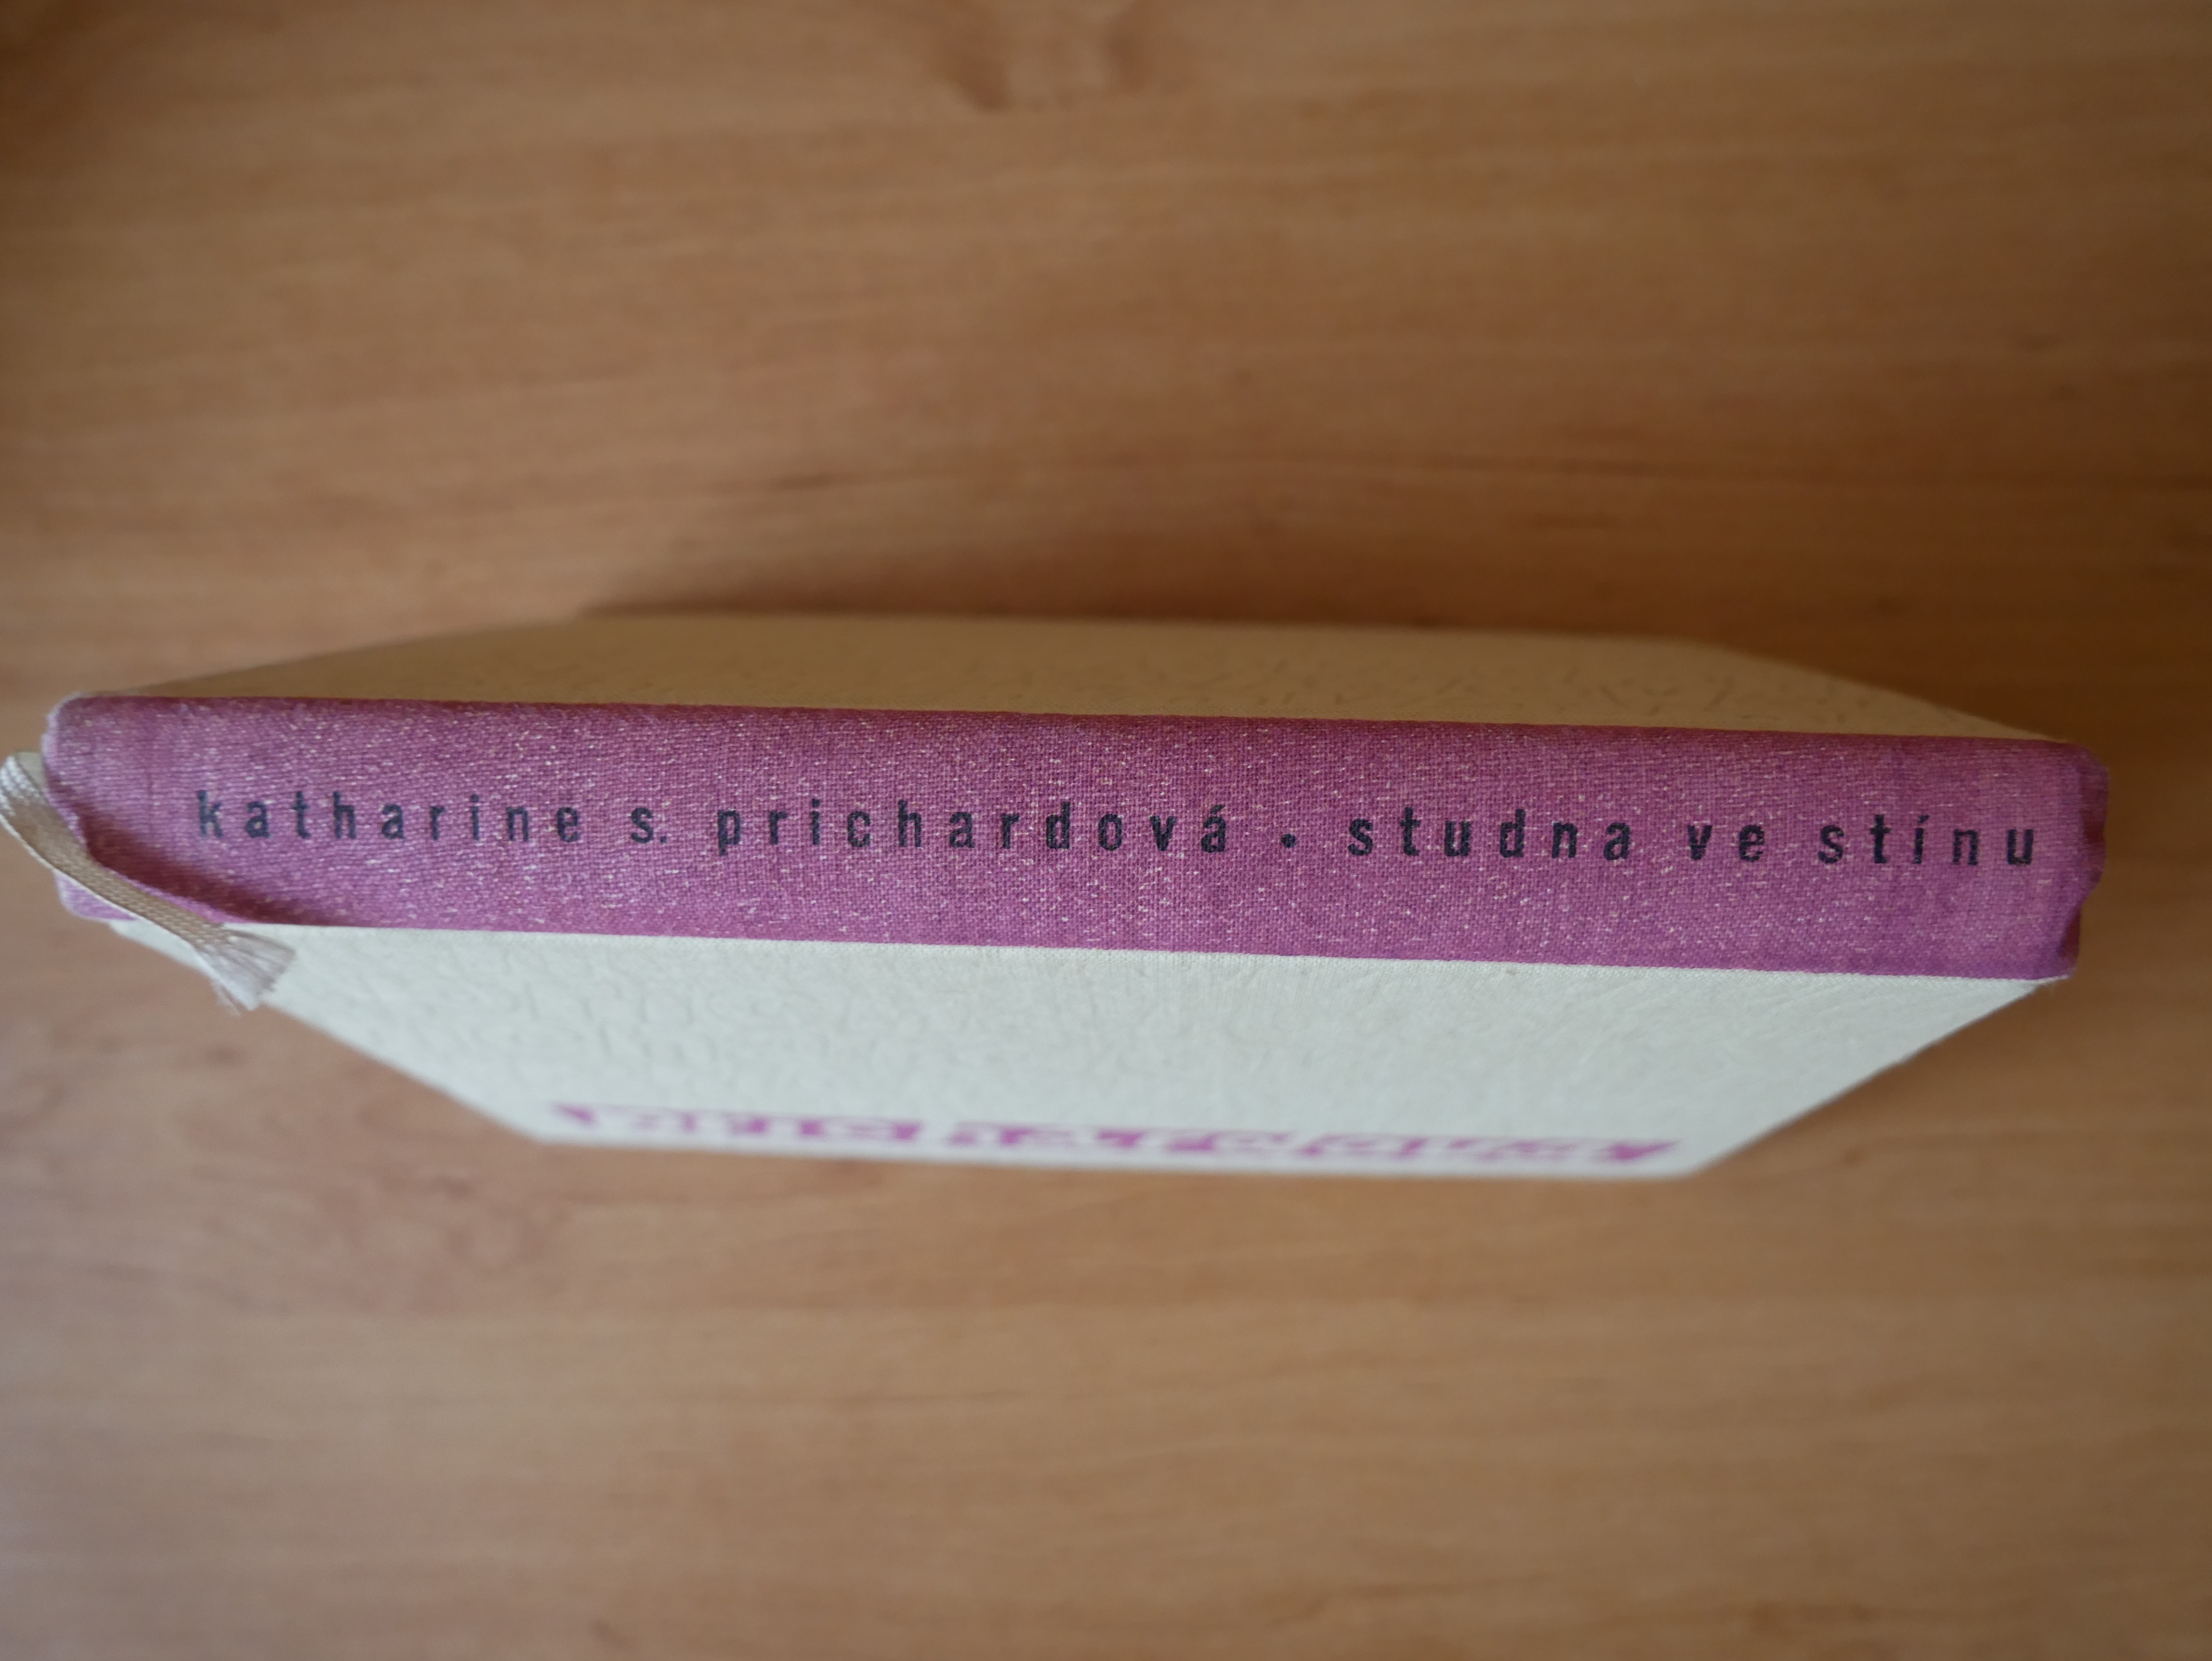 katharine s. prichardová • studna ve stínu